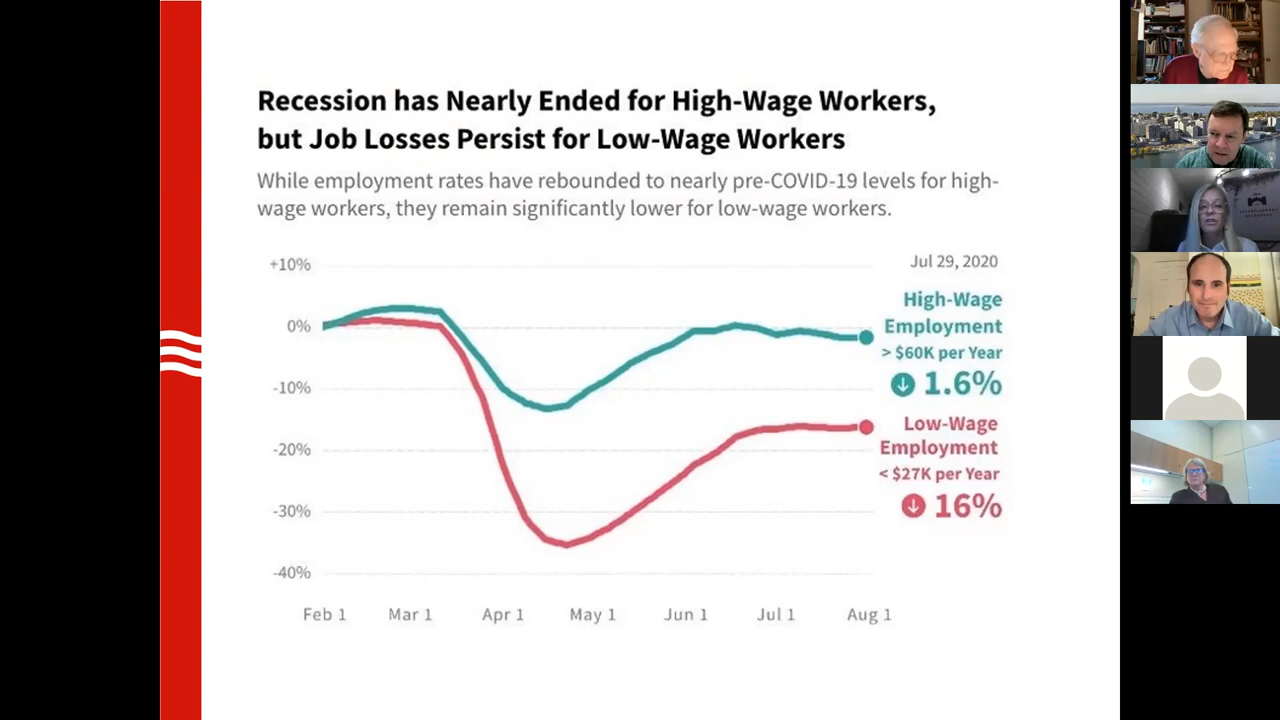 Recession has Nearly Ended for High-Wage Workers,
but Job Losses Persist for Low-Wage Workers
While employment rates have rebounded to nearly pre-COVID-19 levels for high-
wage workers, they remain significantly lower for low-wage workers.
+10%
0%
-10%
-20%
-30%
-40%
Feb 1 Mar 1 Apr 1 May 1 Jun 1 Jul 1 Aug 1
Jul 29, 2020
High-Wage
Employment
> $60K per Year
1.6%
Low-Wage
Employment
< $27K per Year
16%